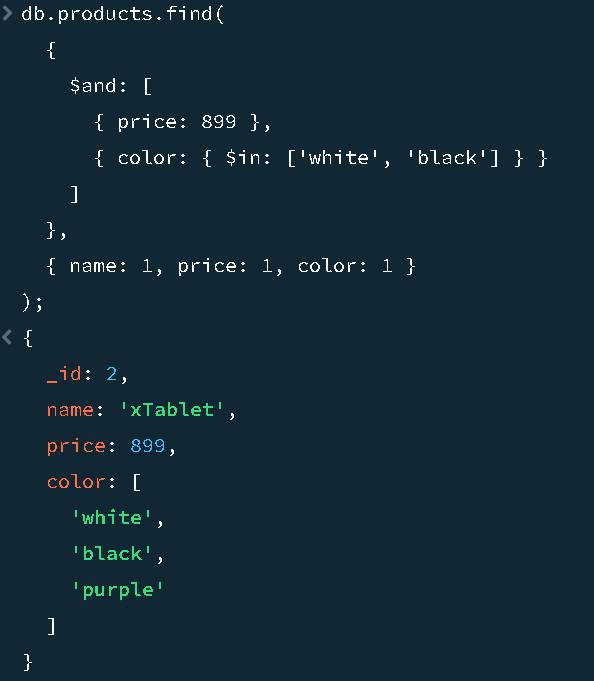 db.products.find(
{
$and: [
{ price: 899 },
{ color: { $in: ['white', 'black'] } }
]
},
{ name: 1, price: 1, color: 1 }
);
{
_id: 2,
name: 'xTablet',
price: 899,
color: [
'white',
'black',
'purple'
]
}